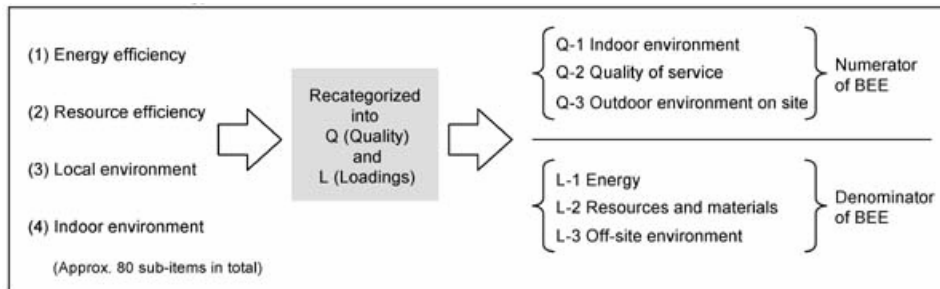 (1) Energy efficiency
(2) Resource efficiency
(3) Local environment
(4) Indoor environment
(Approx. 80 sub-items in total)
Recategorized
into
Q (Quality)
and
L (Loadings)
Q-1 Indoor environment
Q-2 Quality of service
Q-3 Outdoor environment on site
Numerator
of BEE
L-1 Energy
L-2 Resources and materials
L-3 Off-site environment
Denominator
of BEE